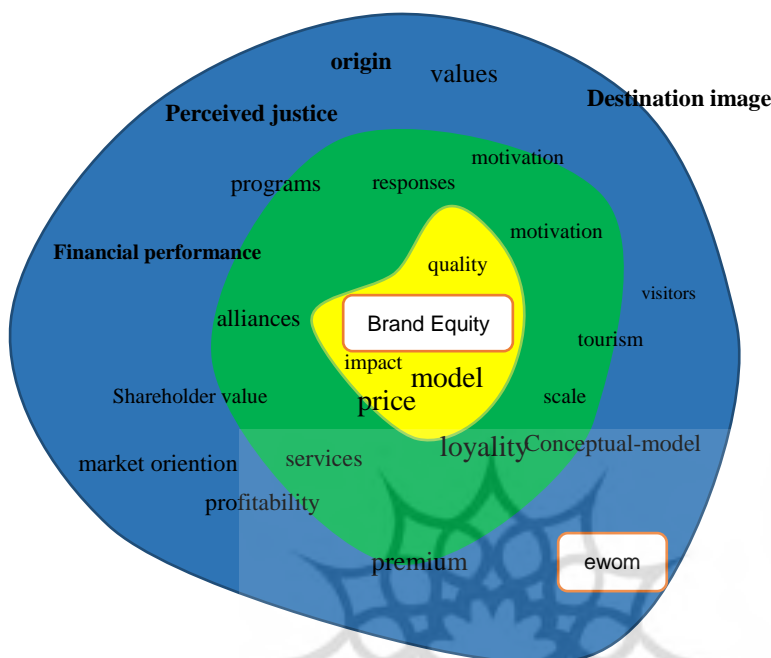 origin
values
Destination image
Perceived justice
motivation
programs
responses
motivation
Financial performance
quality
visitors
alliances
Brand Equity
tourism
impact
model
Shareholder value
price
scale
loyality
Conceptual-model
market oriention
services
profitability
premium
ewom